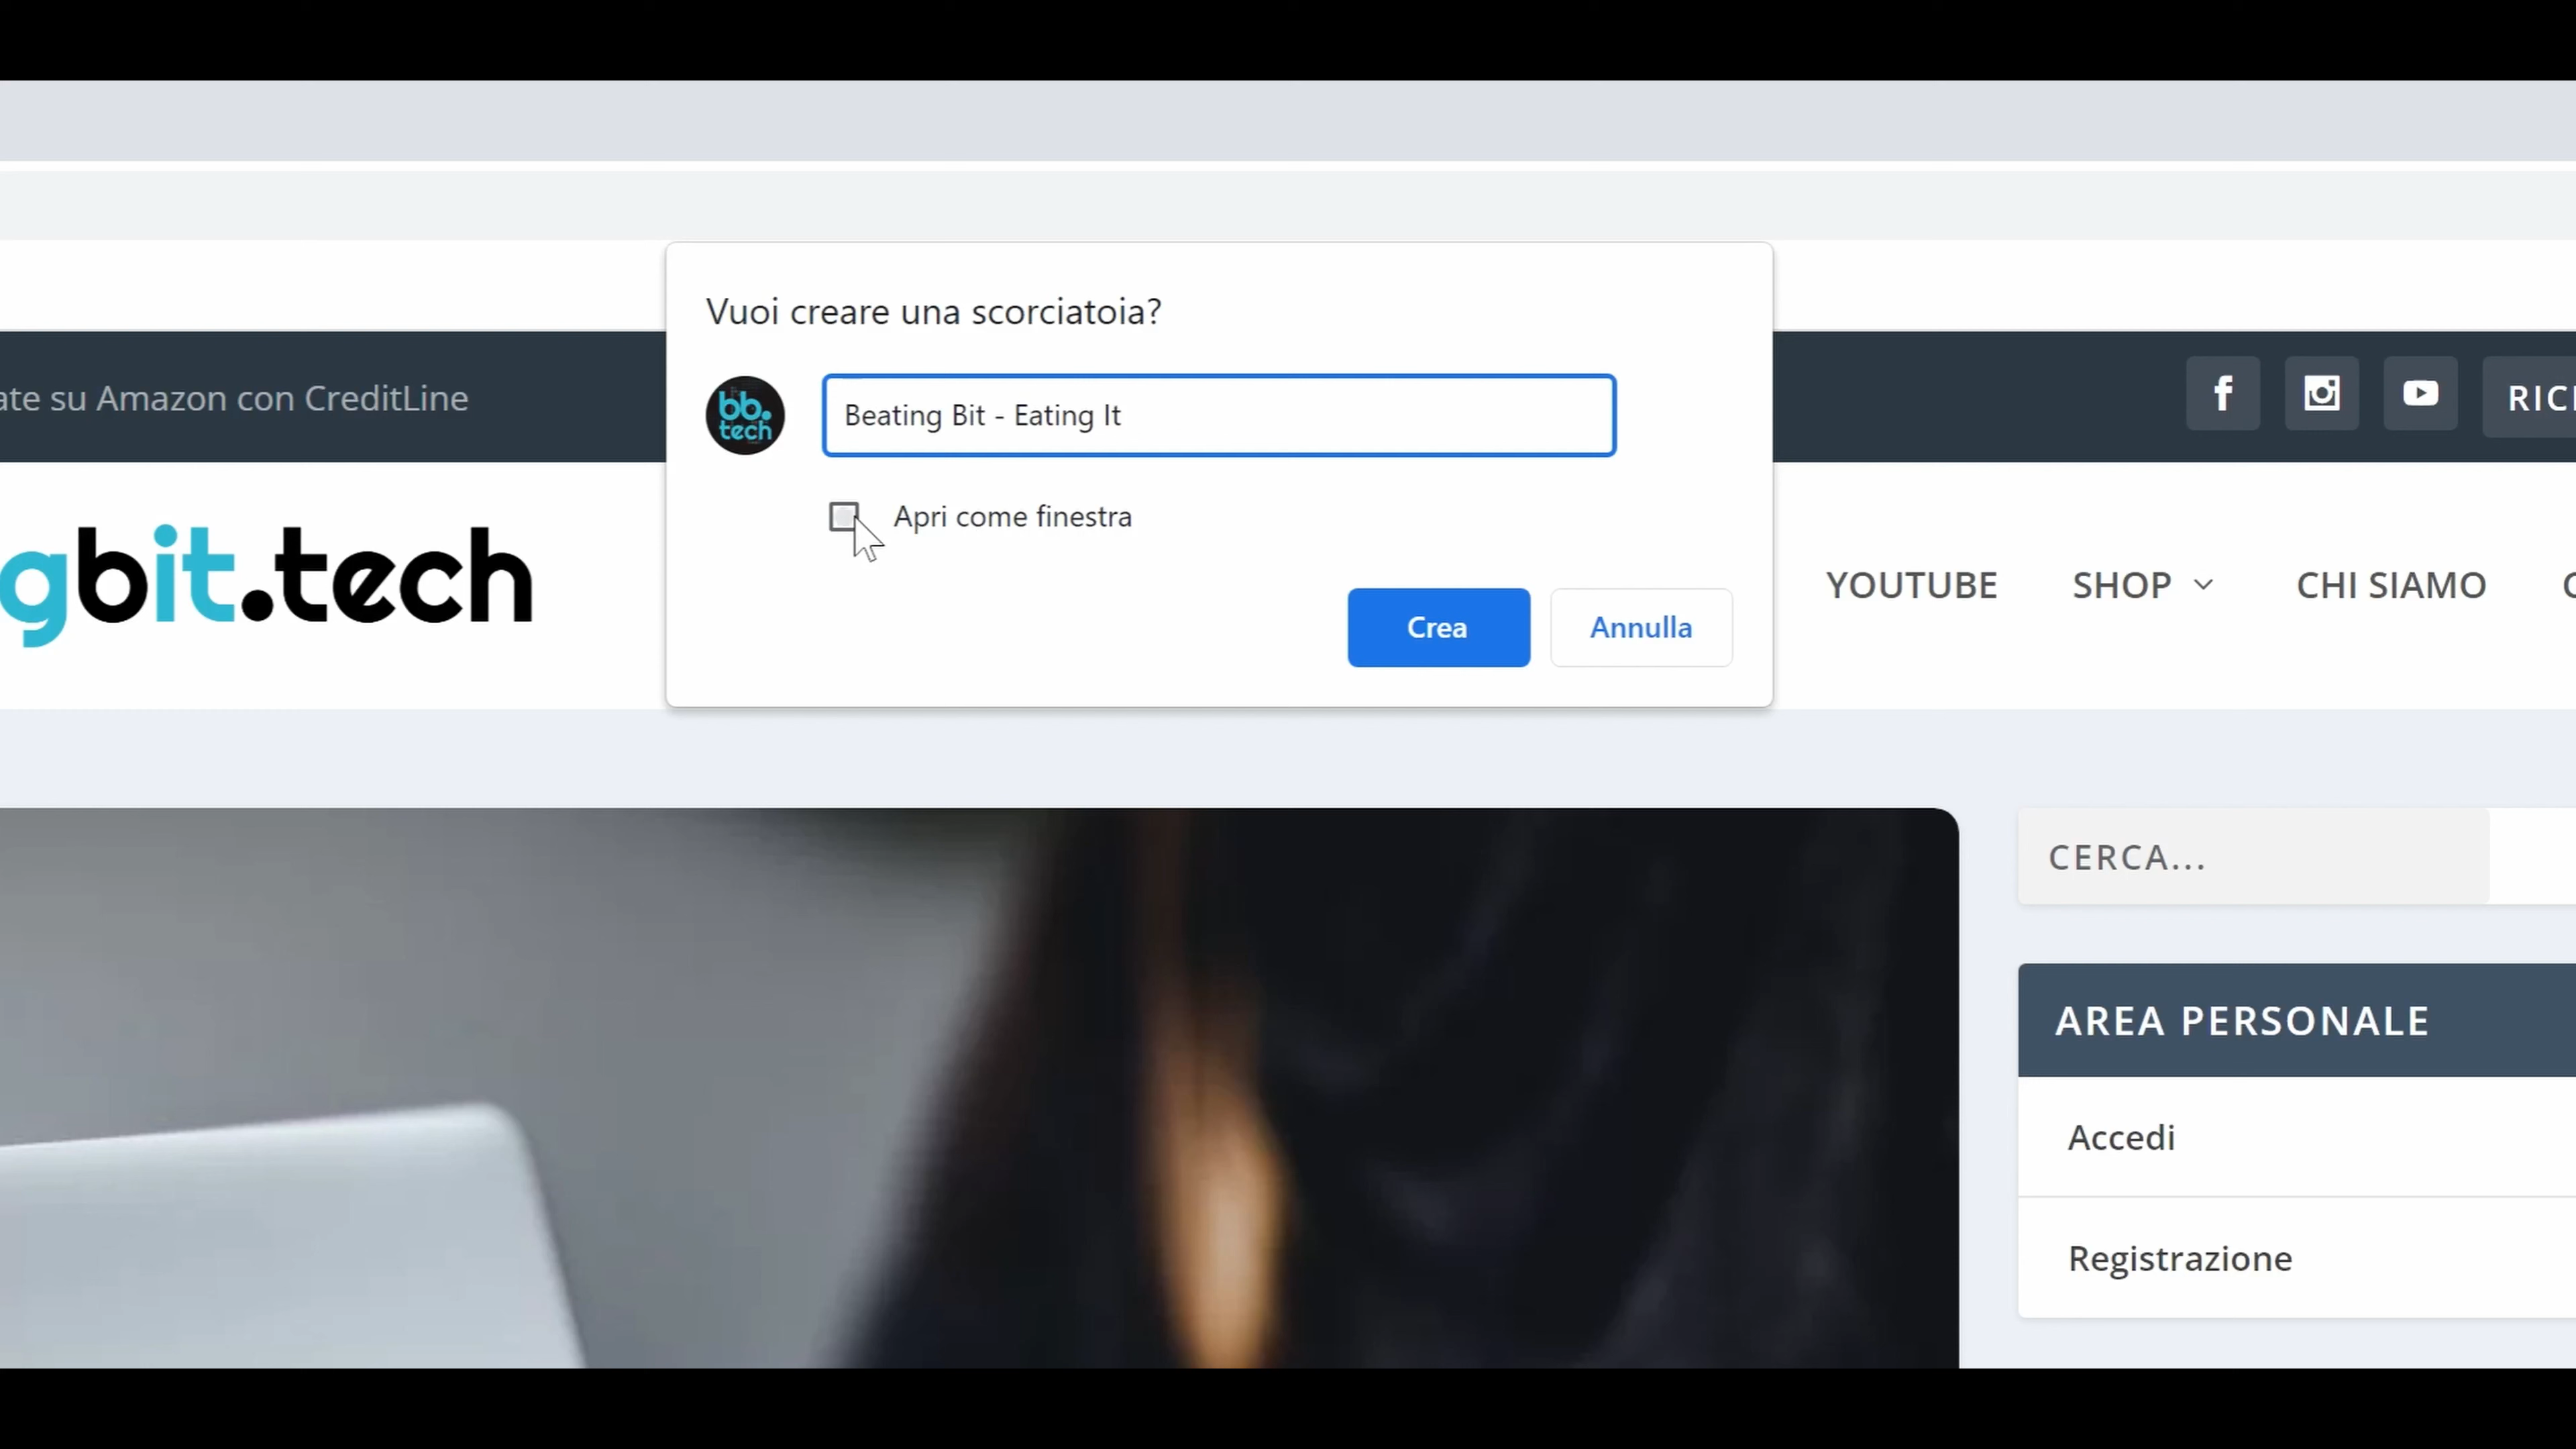 Vuoi creare una scorciatoia?
ate su Amazon con CreditLine
bb.
tech
Beating Bit - Eating It
RIC
Apri come finestra
gbit.tech
Crea
Annulla
YOUTUBE
SHOP
CHI SIAMO
CERCA...
AREA PERSONALE
Accedi
Registrazione